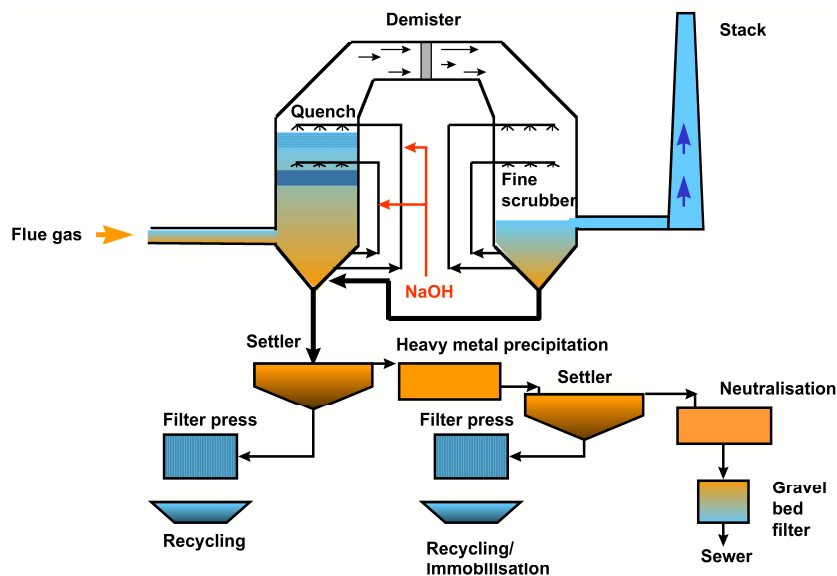 Demister
Stack
Quench
Fine
scrubber
Flue gas
NaOH
Settler
Heavy metal precipitation
Settler
Neutralisation
Filter press
Filter press
Gravel
bed
filter
Recycling
Recycling/
immobilisation
Sewer